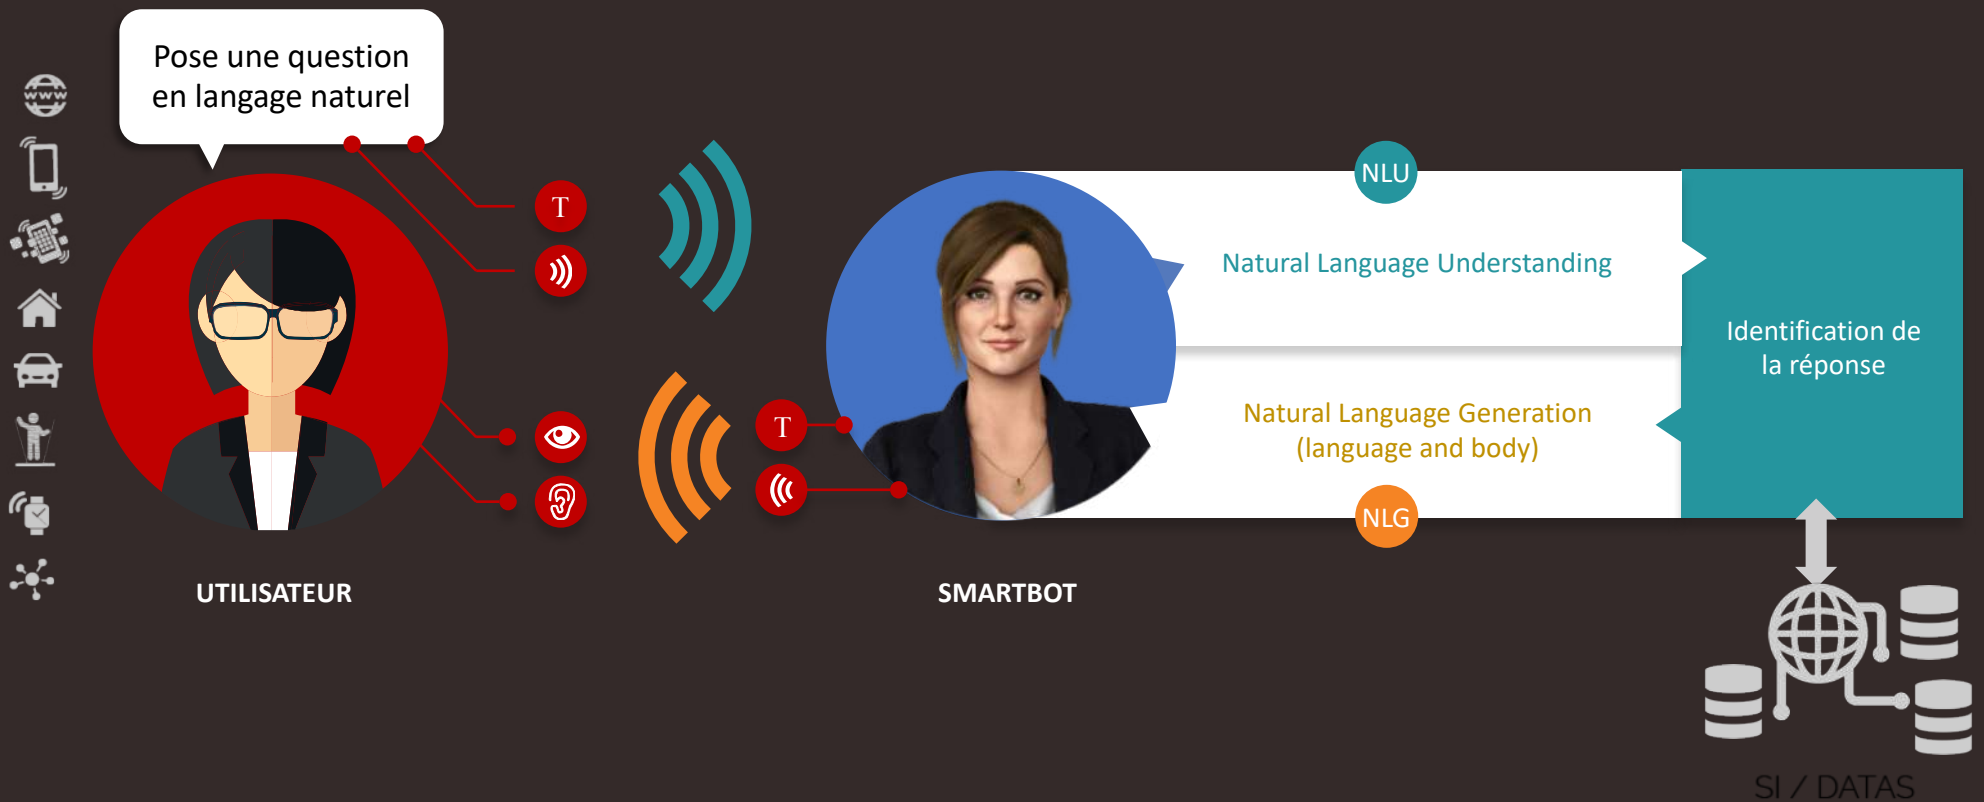 Pose une question
en langage naturel
www
T
T
NLU
Natural Language Understanding
Identification de
la réponse
Natural Language Generation
(language and body)
NLG
UTILISATEUR
SMARTBOT
SI / DATAS